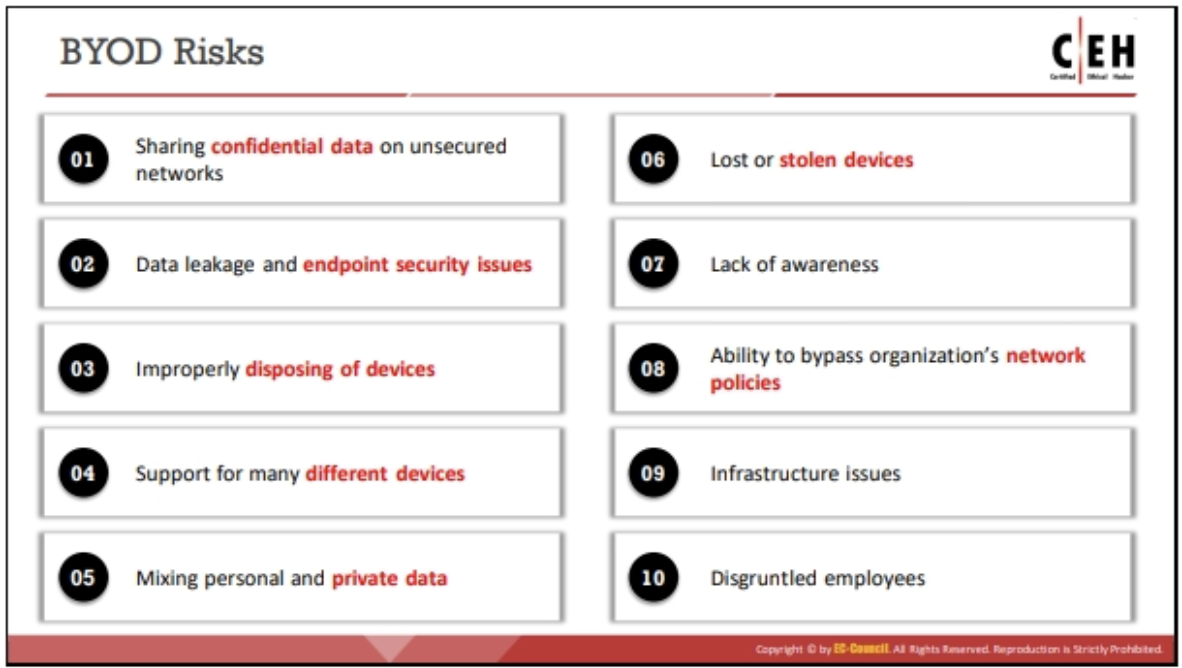 BYOD Risks
C|EH
Certified Ethical Hacker
01
Sharing confidential data on unsecured
networks
02
Data leakage and endpoint security issues
03
Improperly disposing of devices
04
Support for many different devices
05
Mixing personal and private data
06
Lost or stolen devices
07
Lack of awareness
08
Ability to bypass organization's network
policies
09
Infrastructure issues
10
Disgruntled employees
Copyright © by EC-Council. All Rights Reserved. Reproduction is Strictly Prohibited.